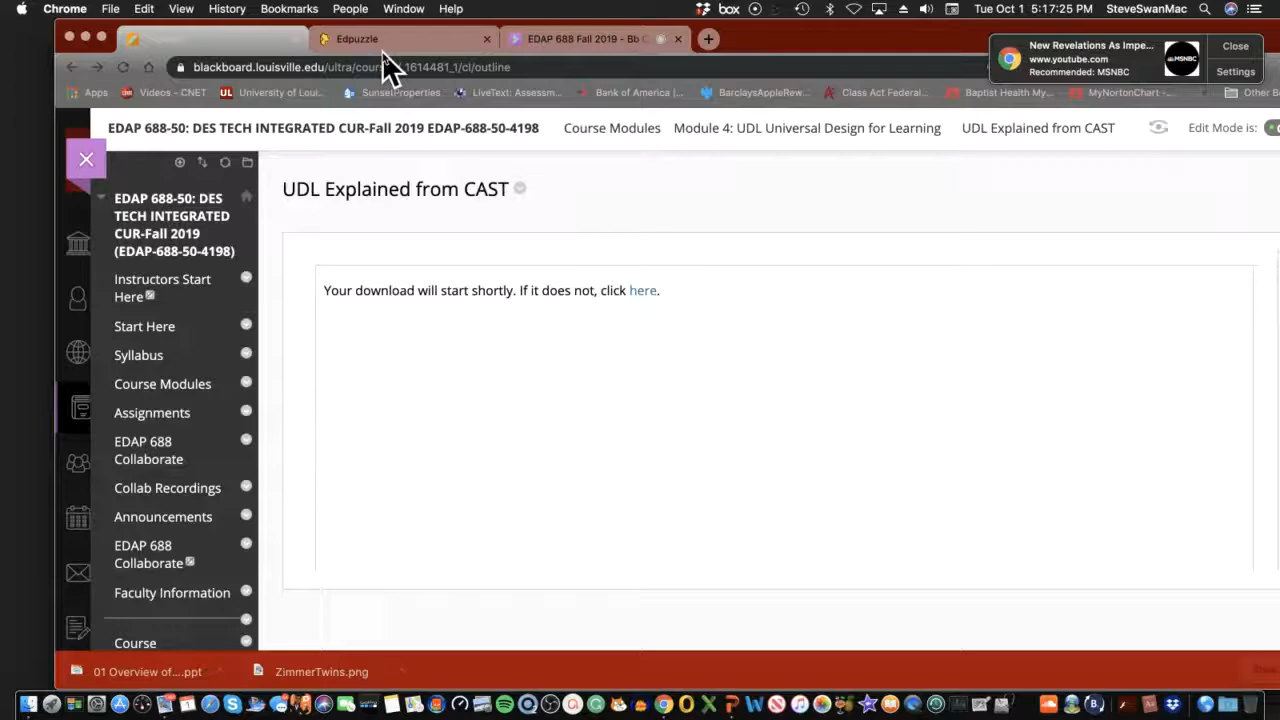 Chrome File Edit View History Bookmarks People Window Help box Tue Oct 1 5:17:25 PM SteveSwanMac
Edpuzzle EDAP 688 Fall 2019 - Bb C
blackboard.louisville.edu/ultra/cour 1614481_1/cl/outline
New Revelations As Impe...
www.youtube.com
Recommended: MSNBC
Close
Settings
Apps Videos - CNET University of Loui... SunsetProperties LiveText: Assessm... Bank of America |... BarclaysAppleRew... Class Act Federal... Baptist Health My... MyNortonChart -... Other B
EDAP 688-50: DES TECH INTEGRATED CUR-Fall 2019 EDAP-688-50-4198 Course Modules Module 4: UDL Universal Design for Learning UDL Explained from CAST Edit Mode is:
EDAP 688-50: DES
TECH INTEGRATED
CUR-Fall 2019
(EDAP-688-50-4198)
Instructors Start
Here
Start Here
Syllabus
Course Modules
Assignments
EDAP 688
Collaborate
Collab Recordings
Announcements
EDAP 688
Collaborate
Faculty Information
Course
UDL Explained from CAST
Your download will start shortly. If it does not, click here.
01 Overview of....ppt ZimmerTwins.png